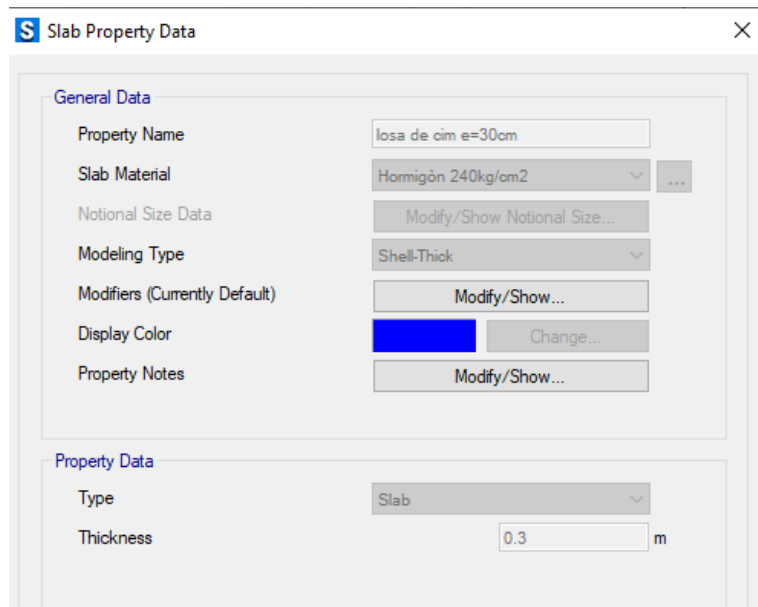 S Slab Property Data
General Data
Property Name losa de cim e=30cm
Slab Material Hormigòn 240kg/cm2 ...
Notional Size Data Modify/Show Notional Size...
Modeling Type Shell-Thick
Modifiers (Currently Default) Modify/Show...
Display Color Change...
Property Notes Modify/Show...
Property Data
Type Slab
Thickness 0.3 m